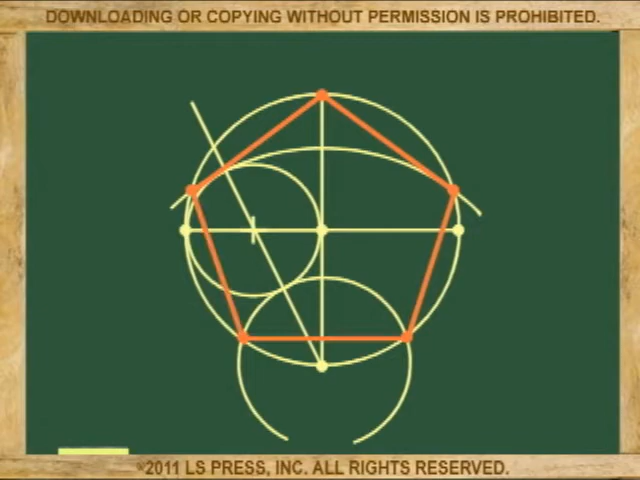 DOWNLOADING OR COPYING WITHOUT PERMISSION IS PROHIBITED.
©2011 LS PRESS, INC. ALL RIGHTS RESERVED.